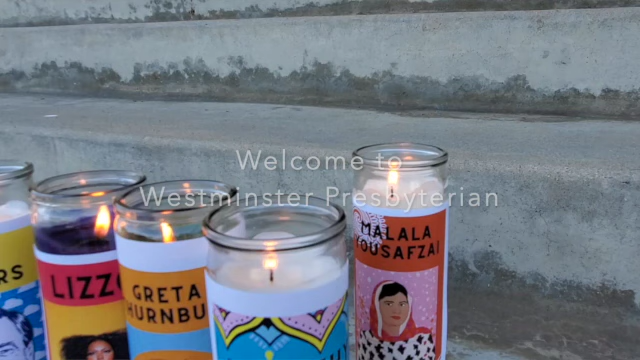 Welcome to
Westminster Presbyterian
MALALA
YOUSAFZAI
LIZZO
GRETA
THURNBU
RS